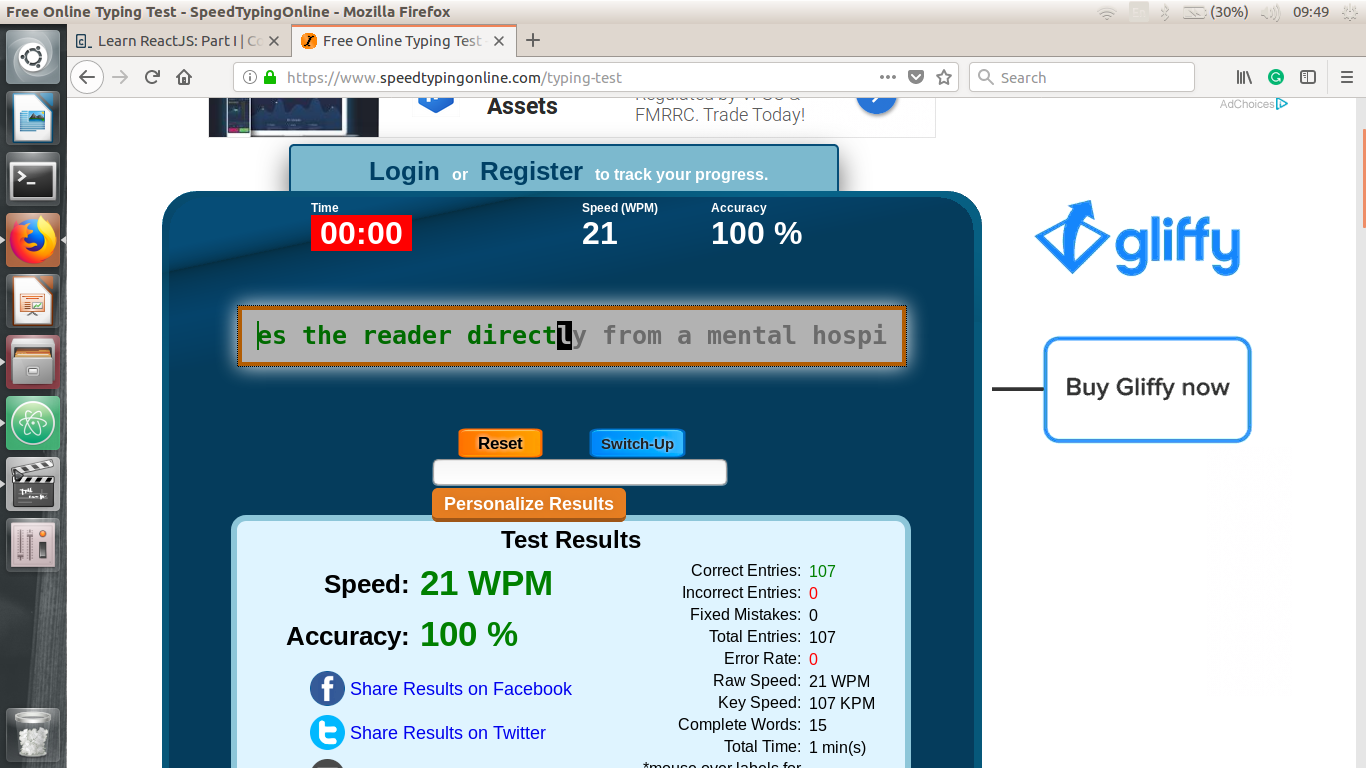 Free Online Typing Test - SpeedTypingOnline - Mozilla Firefox
(30%)
09:49
Learn ReactJS: Part I | Co
Free Online Typing Test -
https://www.speedtypingonline.com/typing-test
Search
Assets
FMRRC. Trade Today!
AdChoices
Login or Register to track your progress.
Time
Speed (WPM)
Accuracy
00:00
21
100 %
gliffy
es the reader directly from a mental hospi
Buy Gliffy now
Reset
Switch-Up
Personalize Results
Test Results
Speed: 21 WPM
Accuracy: 100 %
Share Results on Facebook
Share Results on Twitter
Correct Entries: 107
Incorrect Entries: 0
Fixed Mistakes: 0
Total Entries: 107
Error Rate: 0
Raw Speed: 21 WPM
Key Speed: 107 KPM
Complete Words: 15
Total Time: 1 min(s)
*mouse over labels for